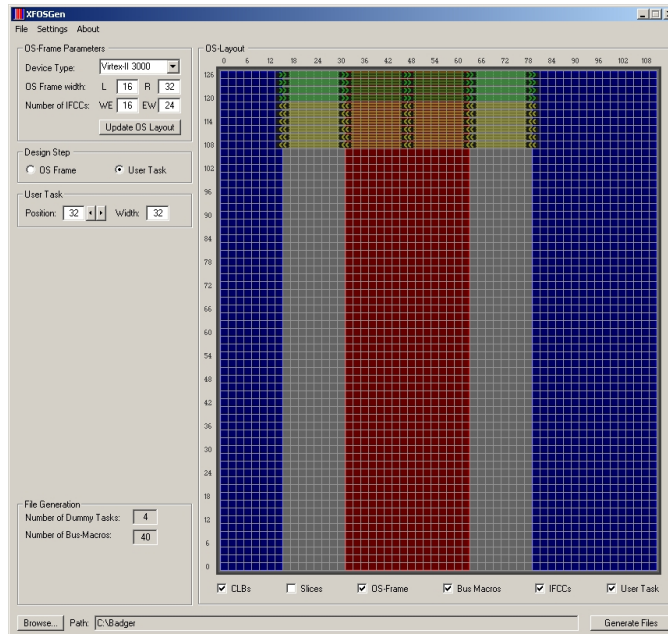 XFOSGen
File Settings About
OS-Frame Parameters
Device Type: Virtex-II 3000
OS Frame width: L 16 R 32
Number of IFCCs: WE 16 EW 24
Update OS Layout
Design Step
OS Frame User Task
User Task
Position: 32 Width: 32
File Generation
Number of Dummy Tasks: 4
Number of Bus-Macros: 40
OS-Layout
0 6 12 18 24 30 36 42 48 54 60 66 72 78 84 90 96 102 108
126
120
114
108
102
96
90
84
78
72
66
60
54
48
42
36
30
24
18
12
6
0
CLBs Slices OS-Frame Bus Macros IFCCs User Task
Browse... Path: C:\Badger Generate Files